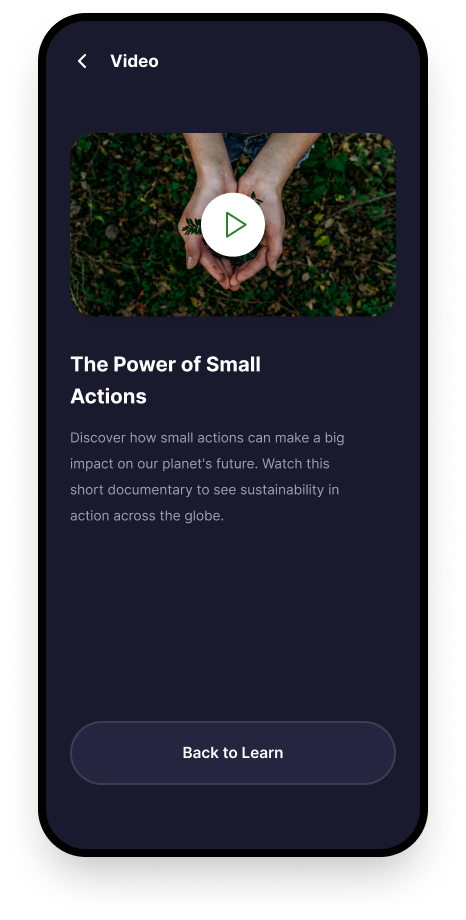 Video
The Power of Small
Actions
Discover how small actions can make a big
impact on our planet's future. Watch this
short documentary to see sustainability in
action across the globe.
Back to Learn